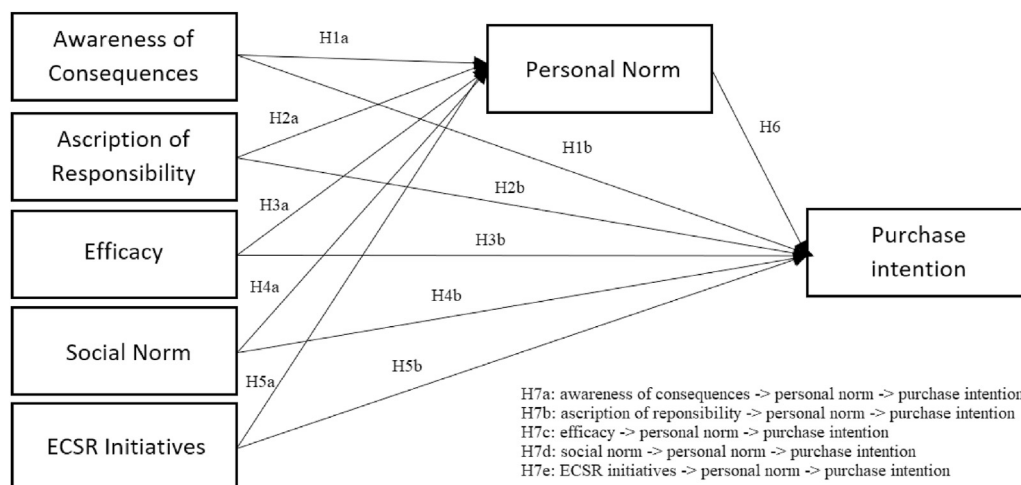 Awareness of
Consequences
H1a
Personal Norm
Ascription of
Responsibility
H2a
H1b
H6
H2b
Efficacy
H3a
H3b
Purchase
intention
H4a
H4b
Social Norm
H5a
H5b
ECSR Initiatives
H7a: awareness of consequences -> personal norm -> purchase intention
H7b: ascription of reponsibility -> personal norm -> purchase intention
H7c: efficacy -> personal norm -> purchase intention
H7d: social norm -> personal norm -> purchase intention
H7e: ECSR initiatives -> personal norm -> purchase intention